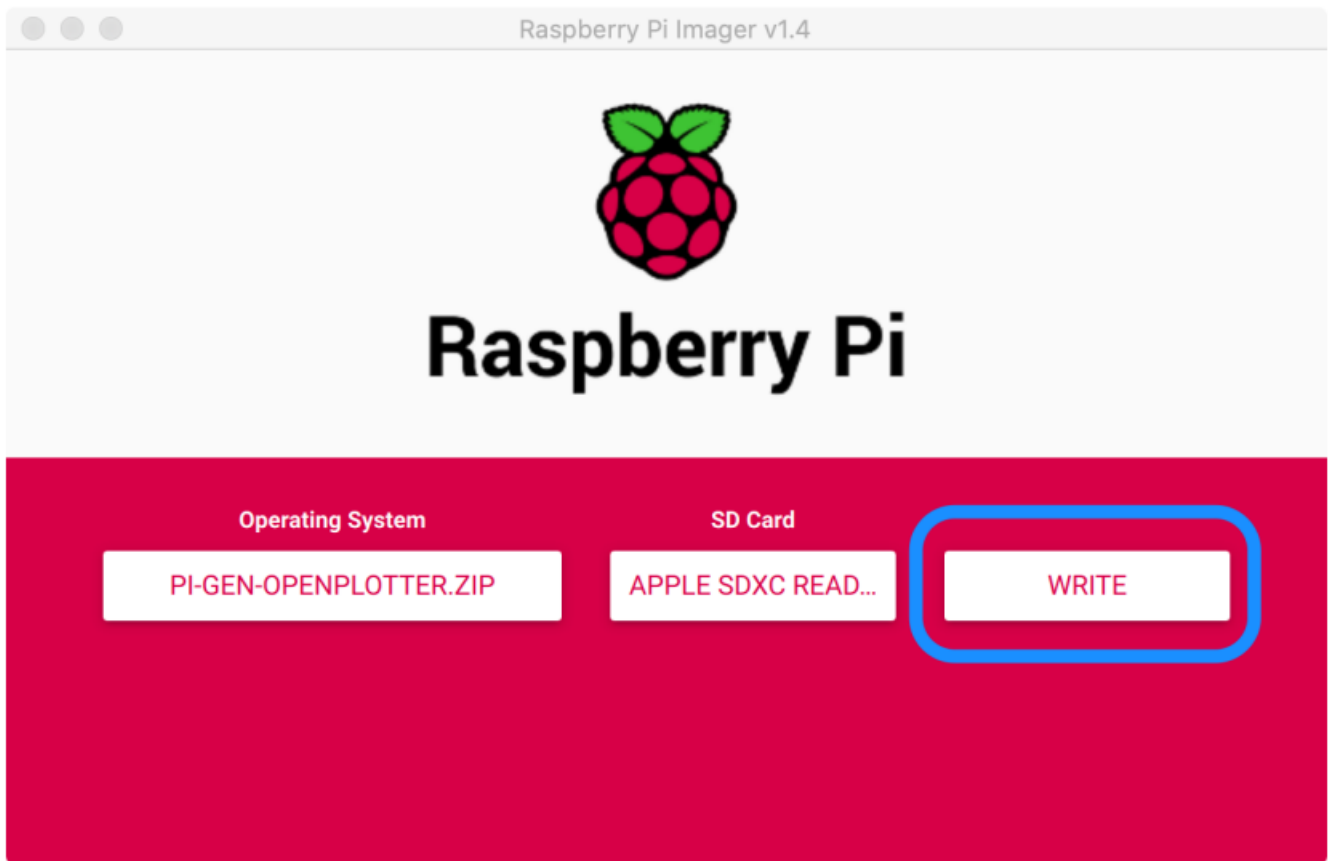 Raspberry Pi Imager v1.4
Raspberry Pi
Operating System
SD Card
PI-GEN-OPENPLOTTER.ZIP
APPLE SDXC READ...
WRITE